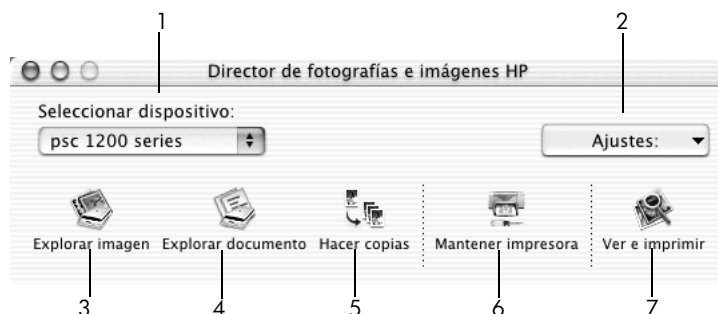 1 2
Director de fotografías e imágenes HP
Seleccionar dispositivo:
psc 1200 series Ajustes:
Explorar imagen Explorar documento Hacer copias Mantener impresora Ver e imprimir
3 4 5 6 7